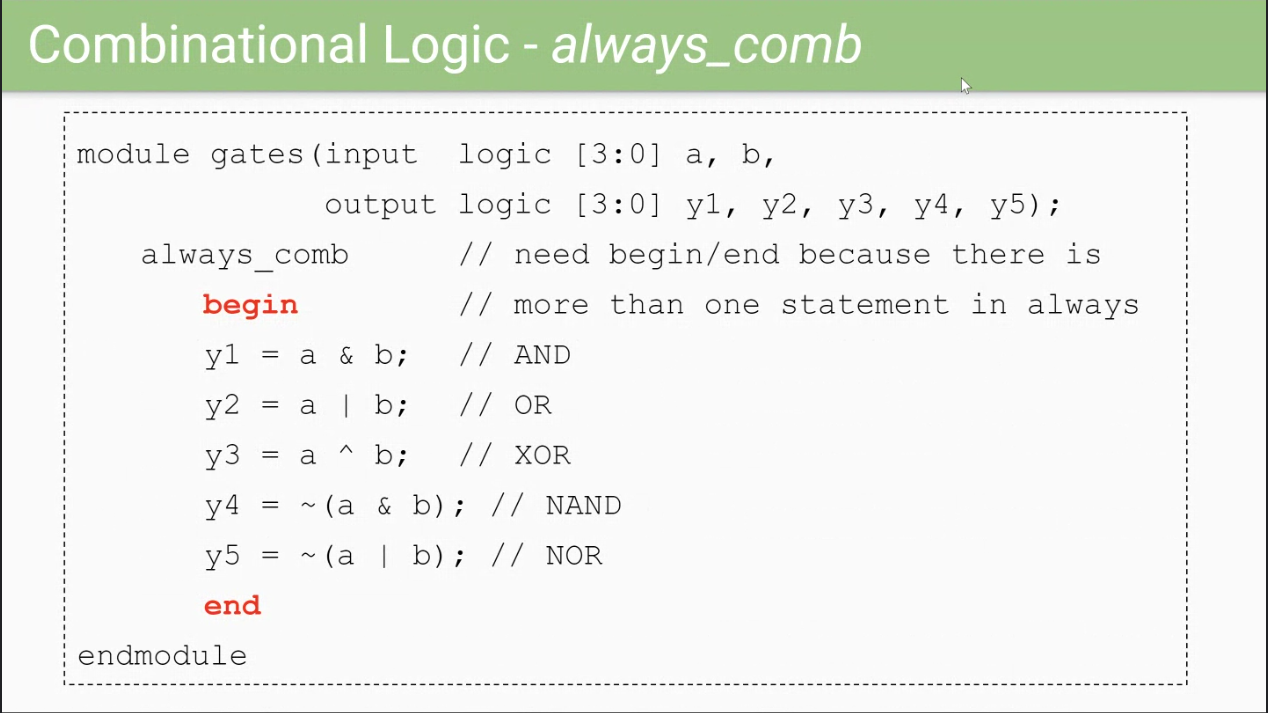 Combinational Logic - always_comb
module gates(input  logic [3:0] a, b,
             output logic [3:0] y1, y2, y3, y4, y5);
   always_comb      // need begin/end because there is
      begin         // more than one statement in always
      y1 = a & b;   // AND
      y2 = a | b;   // OR
      y3 = a ^ b;   // XOR
      y4 = ~(a & b); // NAND
      y5 = ~(a | b); // NOR
      end
endmodule